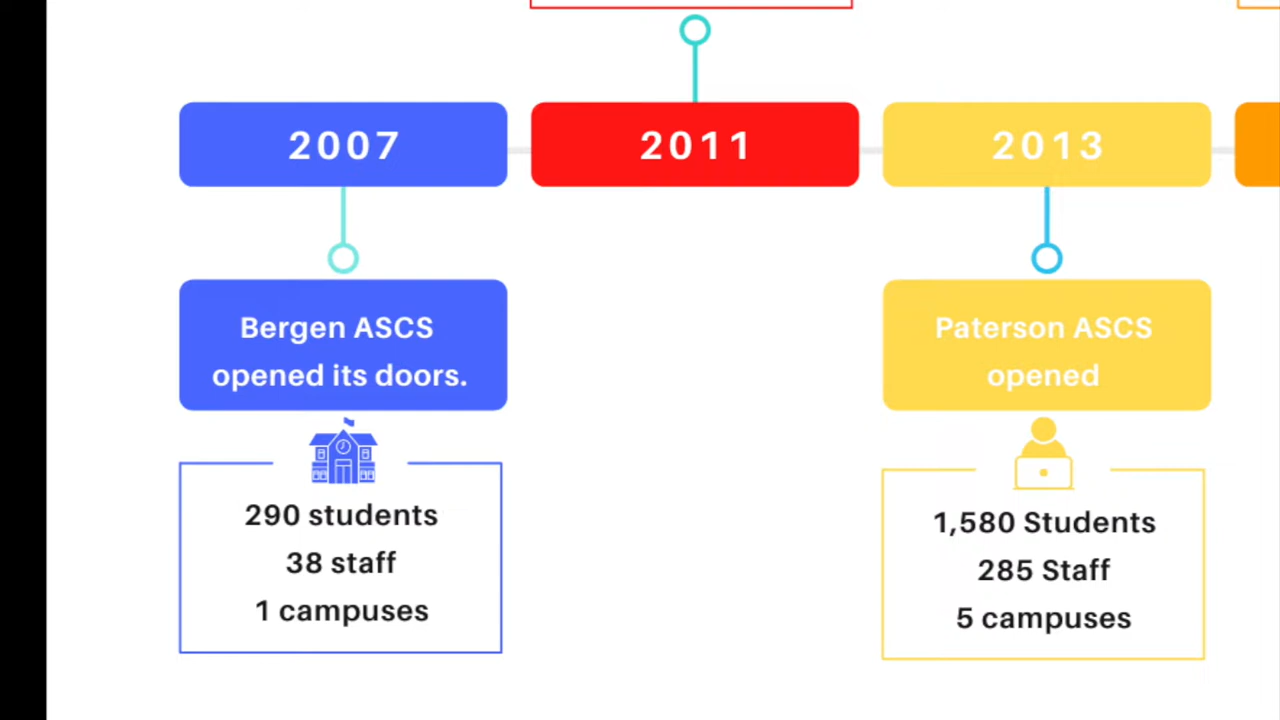 2007
2011
2013
Bergen ASCS
opened its doors.
Paterson ASCS
opened
290 students
38 staff
1 campuses
1,580 Students
285 Staff
5 campuses